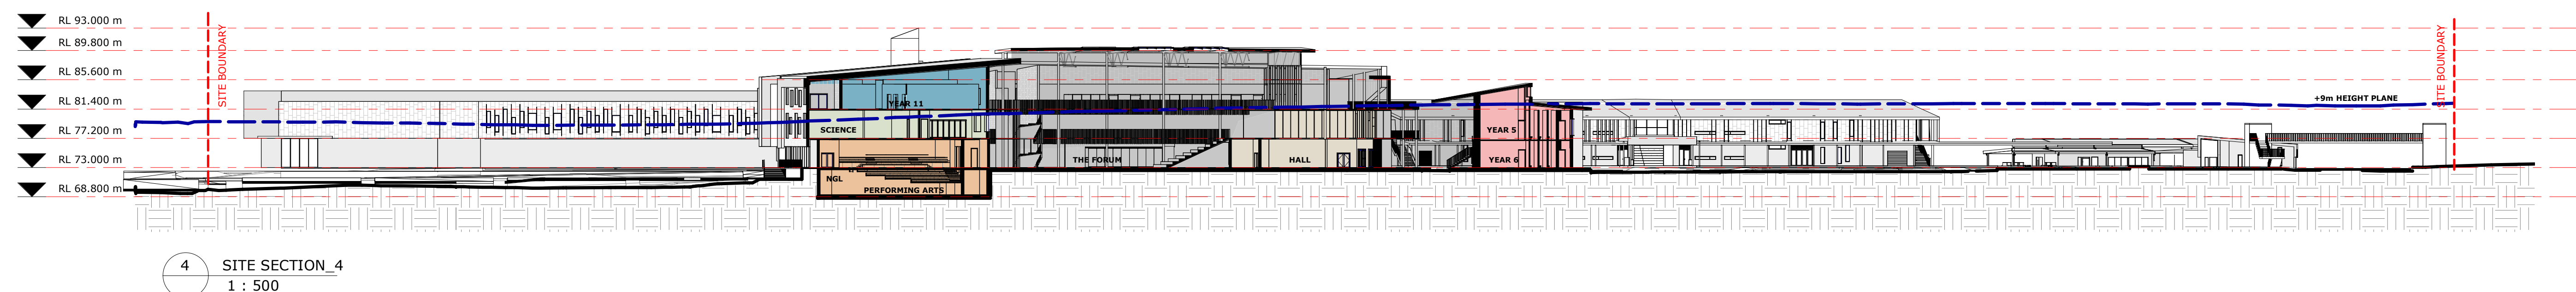 RL 93.000 m
RL 89.800 m
RL 85.600 m
RL 81.400 m
RL 77.200 m
RL 73.000 m
RL 68.800 m
SITE BOUNDARY
YEAR 11
SCIENCE
NGL
PERFORMING ARTS
THE FORUM
HALL
YEAR 5
YEAR 6
+9m HEIGHT PLANE
SITE BOUNDARY
4
SITE SECTION_4
1 : 500